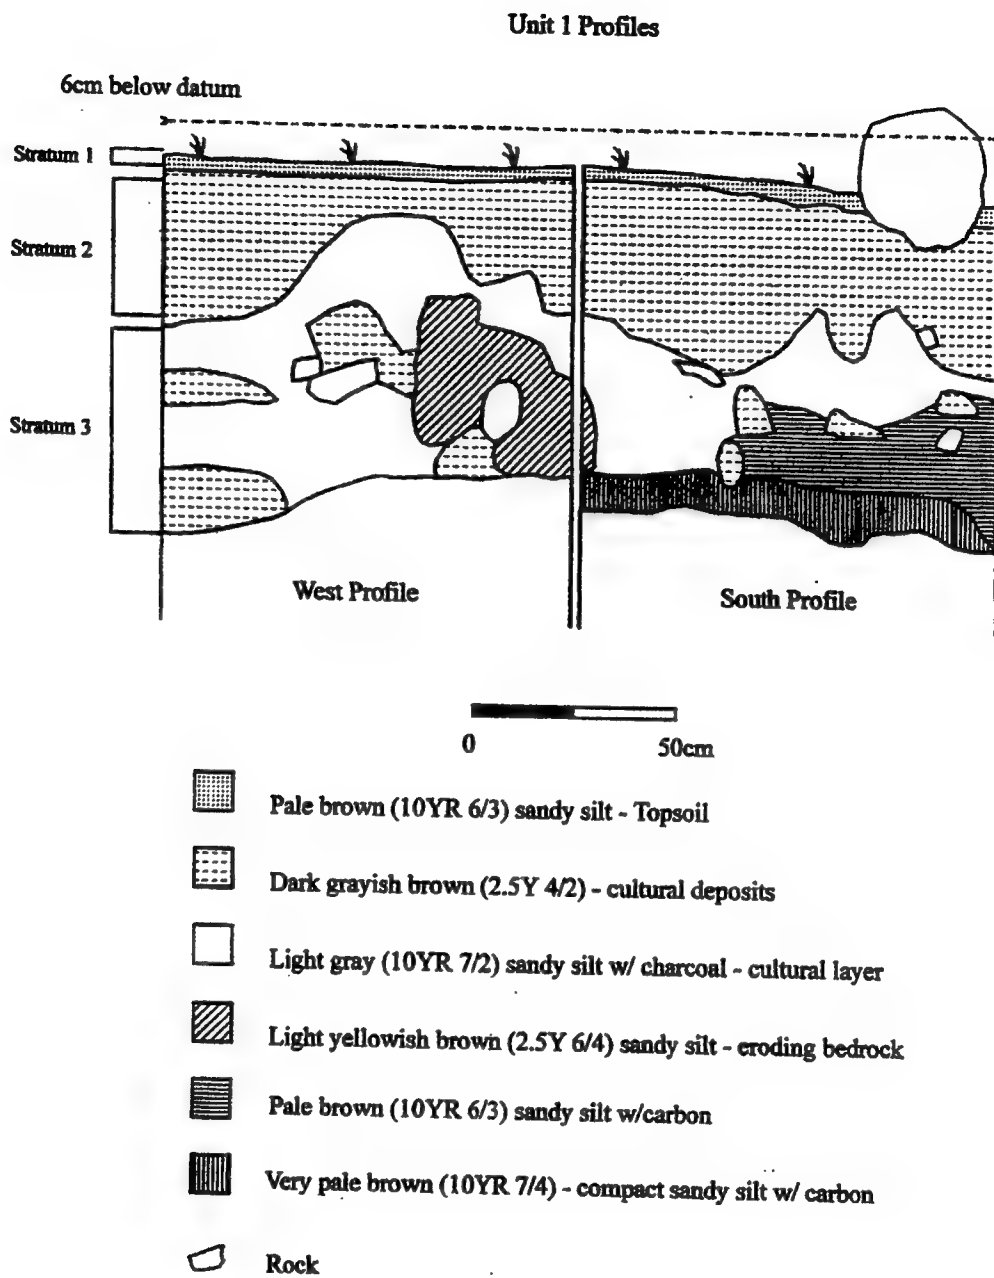 Unit 1 Profiles
6cm below datum
Stratum 1
Stratum 2
Stratum 3
West Profile
South Profile
0
50cm
Pale brown (10YR 6/3) sandy silt - Topsoil
Dark grayish brown (2.5Y 4/2) - cultural deposits
Light gray (10YR 7/2) sandy silt w/ charcoal - cultural layer
Light yellowish brown (2.5Y 6/4) sandy silt - eroding bedrock
Pale brown (10YR 6/3) sandy silt w/carbon
Very pale brown (10YR 7/4) - compact sandy silt w/ carbon
Rock